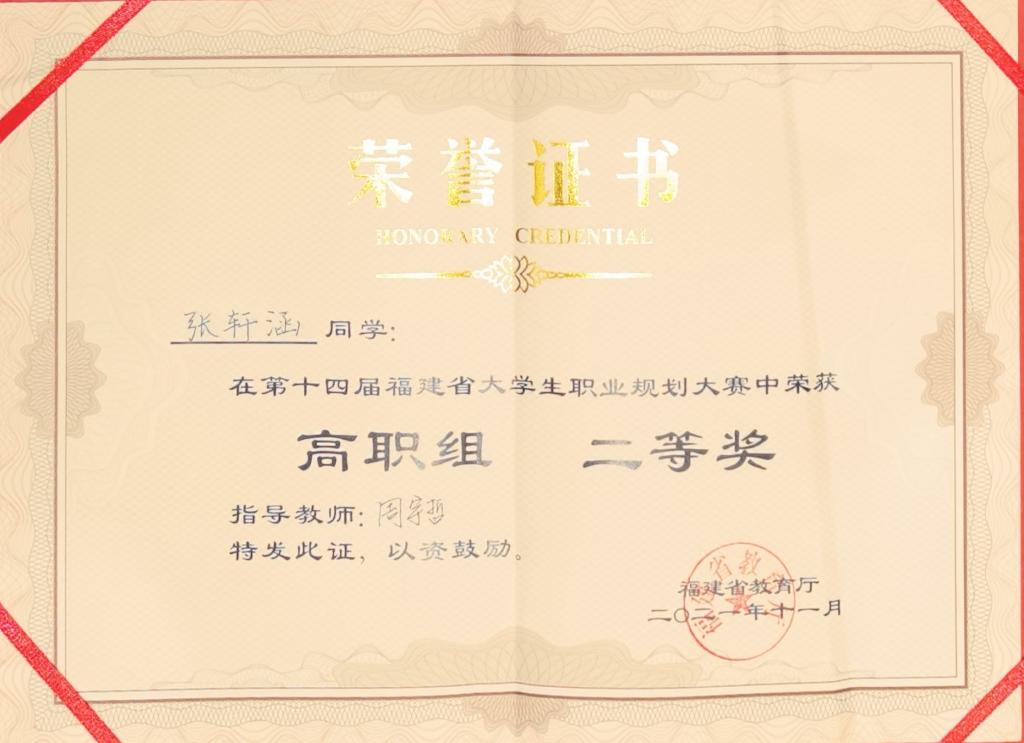 荣誉证书
HONORARY CREDENTIAL
张轩涵 同学：
在第十四届福建省大学生职业规划大赛中荣获
高职组 二等奖
指导教师：周宇哲
特发此证，以资鼓励。
福建省教育厅
二〇二一年十一月